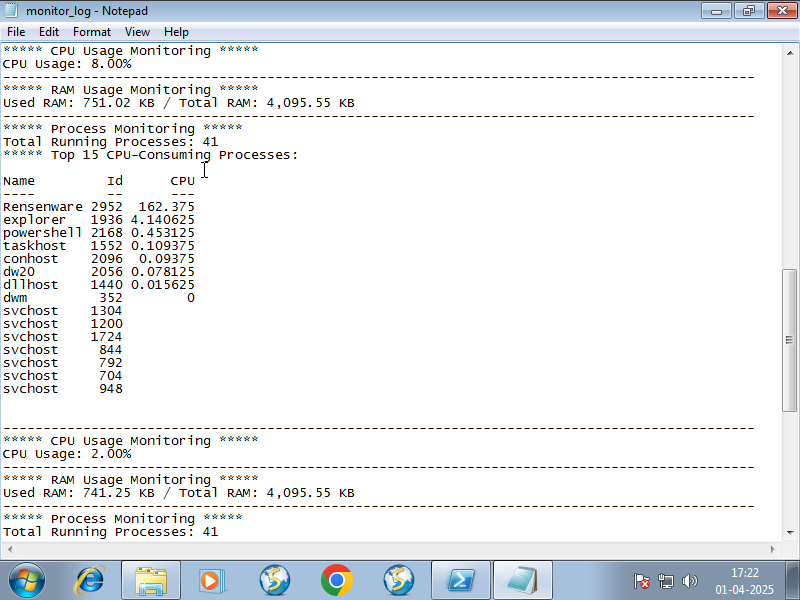 monitor_log - Notepad
File Edit Format View Help
***** CPU Usage Monitoring *****
CPU Usage: 8.00%
----------------------------------------------------------------------------------------------
***** RAM Usage Monitoring *****
Used RAM: 751.02 KB / Total RAM: 4,095.55 KB
----------------------------------------------------------------------------------------------
***** Process Monitoring *****
Total Running Processes: 41
***** Top 15 CPU-Consuming Processes:
Name Id CPU
---- -- ---
Rensenware 2952 162.375
explorer 1936 4.140625
powershell 2168 0.453125
taskhost 1552 0.109375
conhost 2096 0.09375
dw20 2056 0.078125
dllhost 1440 0.015625
dwm 352 0
svchost 1304
svchost 1200
svchost 1724
svchost 844
svchost 792
svchost 704
svchost 948
----------------------------------------------------------------------------------------------
***** CPU Usage Monitoring *****
CPU Usage: 2.00%
----------------------------------------------------------------------------------------------
***** RAM Usage Monitoring *****
Used RAM: 741.25 KB / Total RAM: 4,095.55 KB
----------------------------------------------------------------------------------------------
***** Process Monitoring *****
Total Running Processes: 41
17:22
01-04-2025